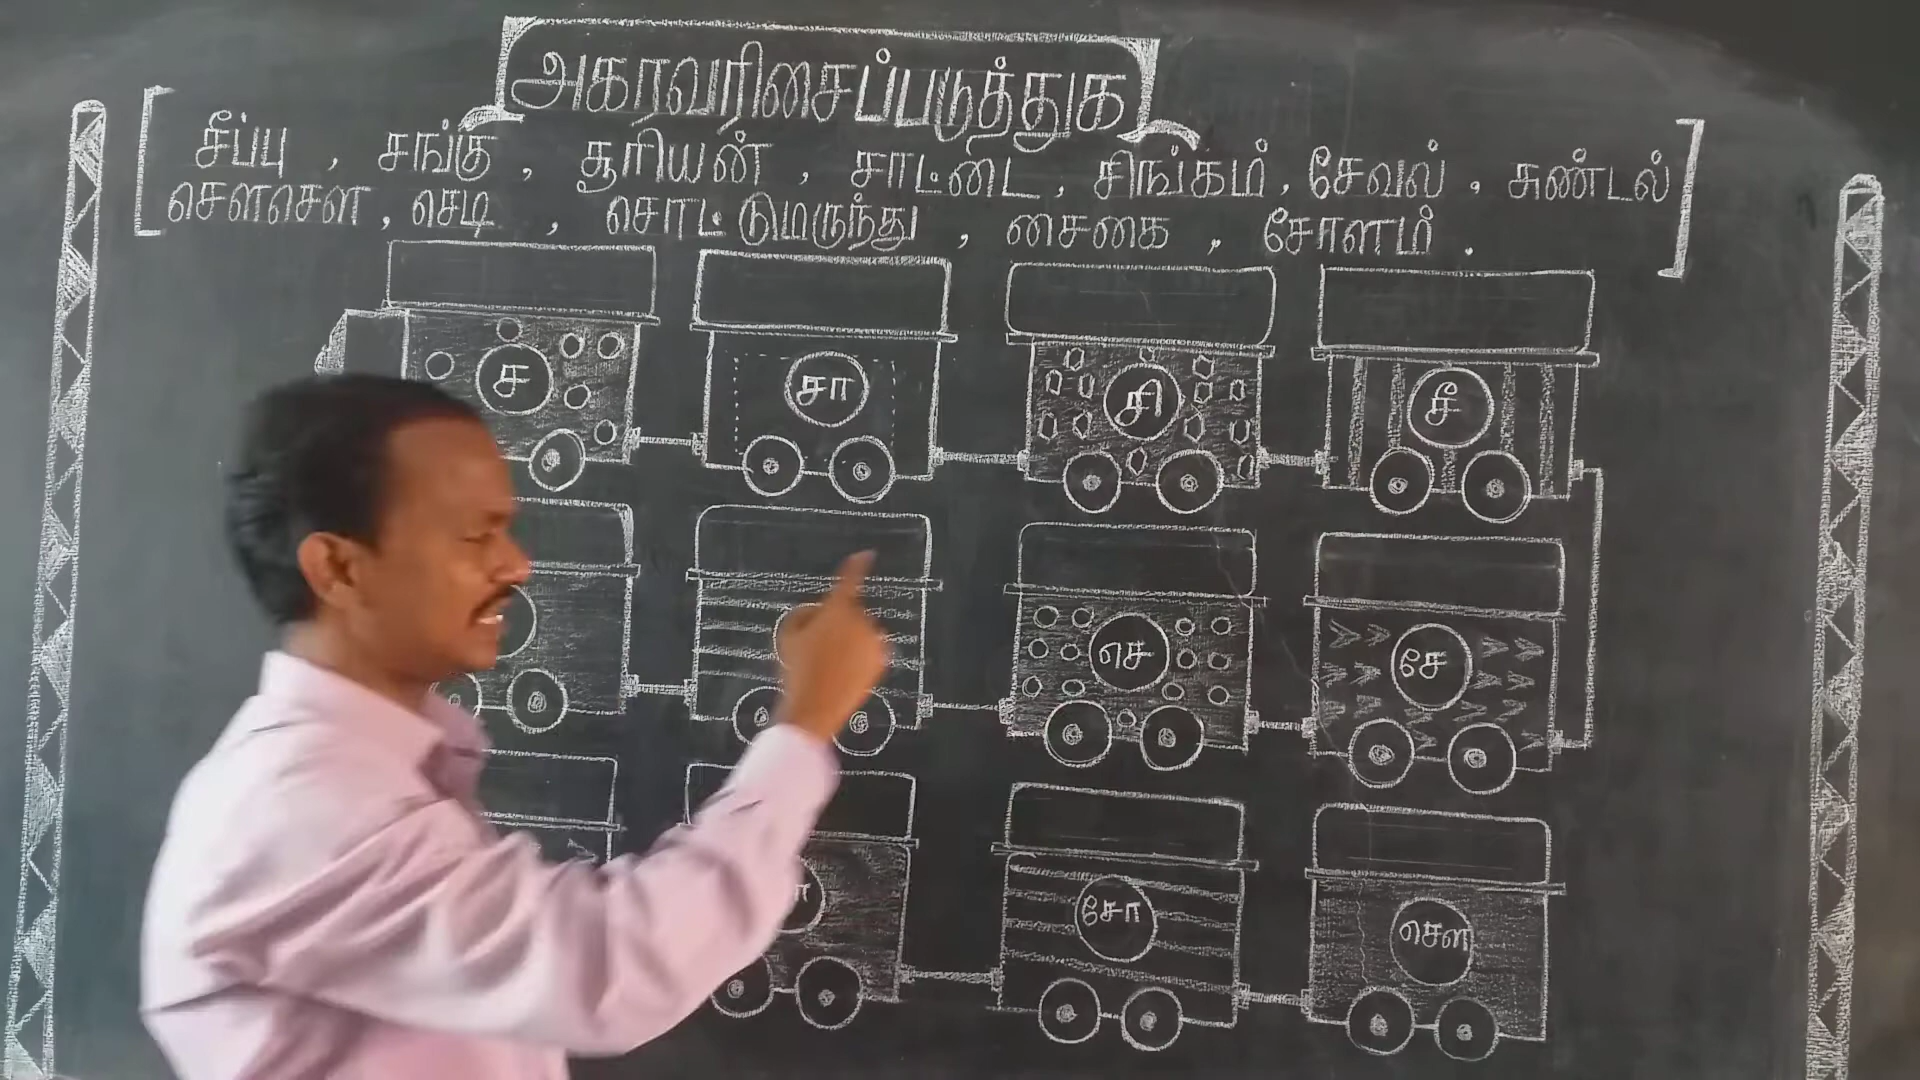 அகரவரிசைப்படுத்துக
சீப்பு , சங்கு , சூரியன் , சாட்டை , சிங்கம் , சேவல் , சுண்டல்
சௌசௌ , செடி , சொட்டுமருந்து , சைகை , சோளம் .
ச சா சி சீ
செ சே
சோ சௌ